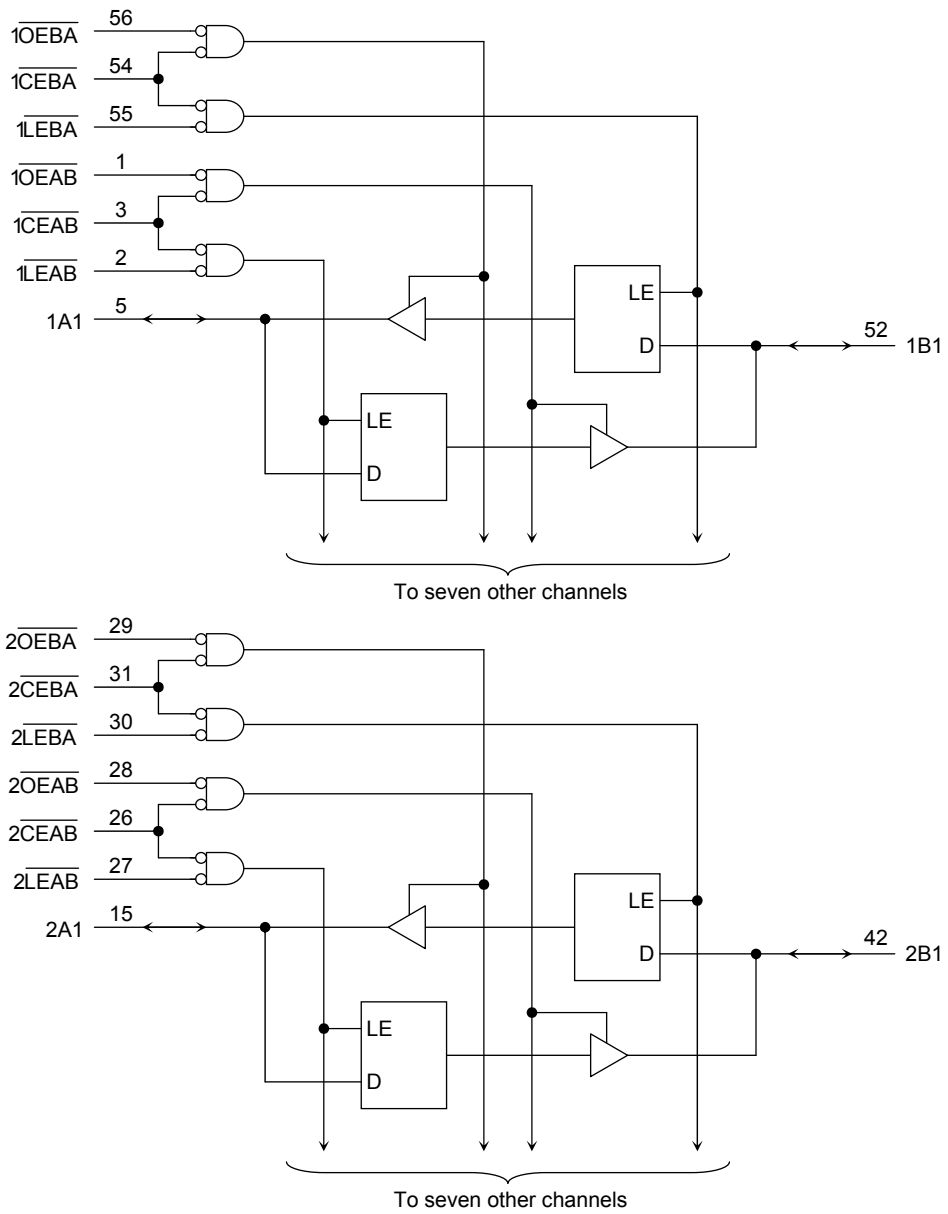 1OEBA 56
1CEBA 54
1LEBA 55
1OEAB 1
1CEAB 3
1LEAB 2
1A1 5
LE
D
52 1B1
LE
D
To seven other channels
2OEBA 29
2CEBA 31
2LEBA 30
2OEAB 28
2CEAB 26
2LEAB 27
2A1 15
LE
D
42 2B1
LE
D
To seven other channels